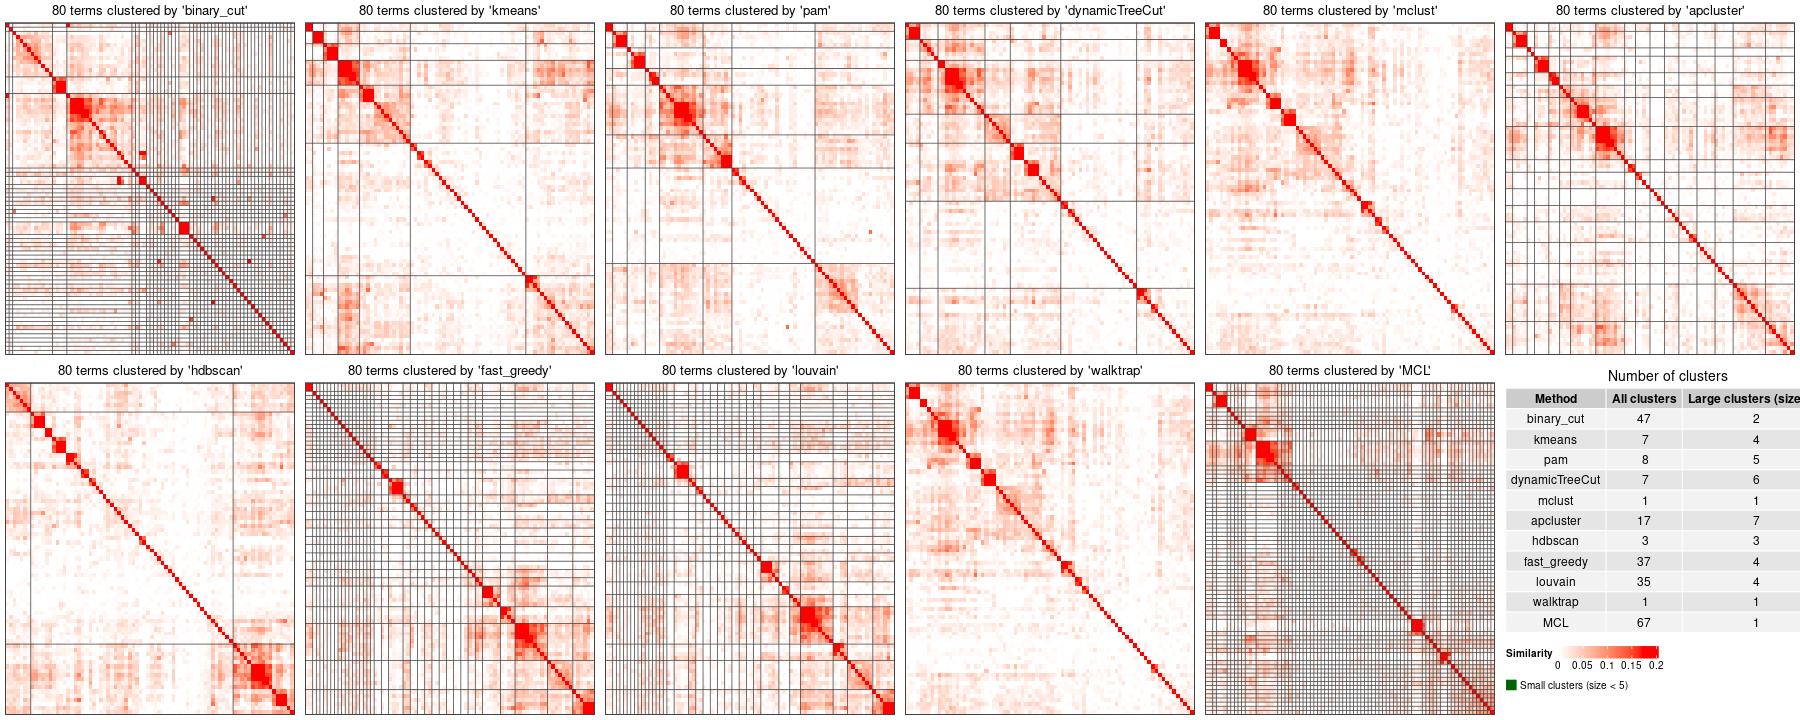 80 terms clustered by 'binary_cut'
80 terms clustered by 'kmeans'
80 terms clustered by 'pam'
80 terms clustered by 'dynamicTreeCut'
80 terms clustered by 'mclust'
80 terms clustered by 'apcluster'
80 terms clustered by 'hdbscan'
80 terms clustered by 'fast_greedy'
80 terms clustered by 'louvain'
80 terms clustered by 'walktrap'
80 terms clustered by 'MCL'
Number of clusters
Method All clusters Large clusters (size
binary_cut 47 2
kmeans 7 4
pam 8 5
dynamicTreeCut 7 6
mclust 1 1
apcluster 17 7
hdbscan 3 3
fast_greedy 37 4
louvain 35 4
walktrap 1 1
MCL 67 1
Similarity
0 0.05 0.1 0.15 0.2
Small clusters (size < 5)